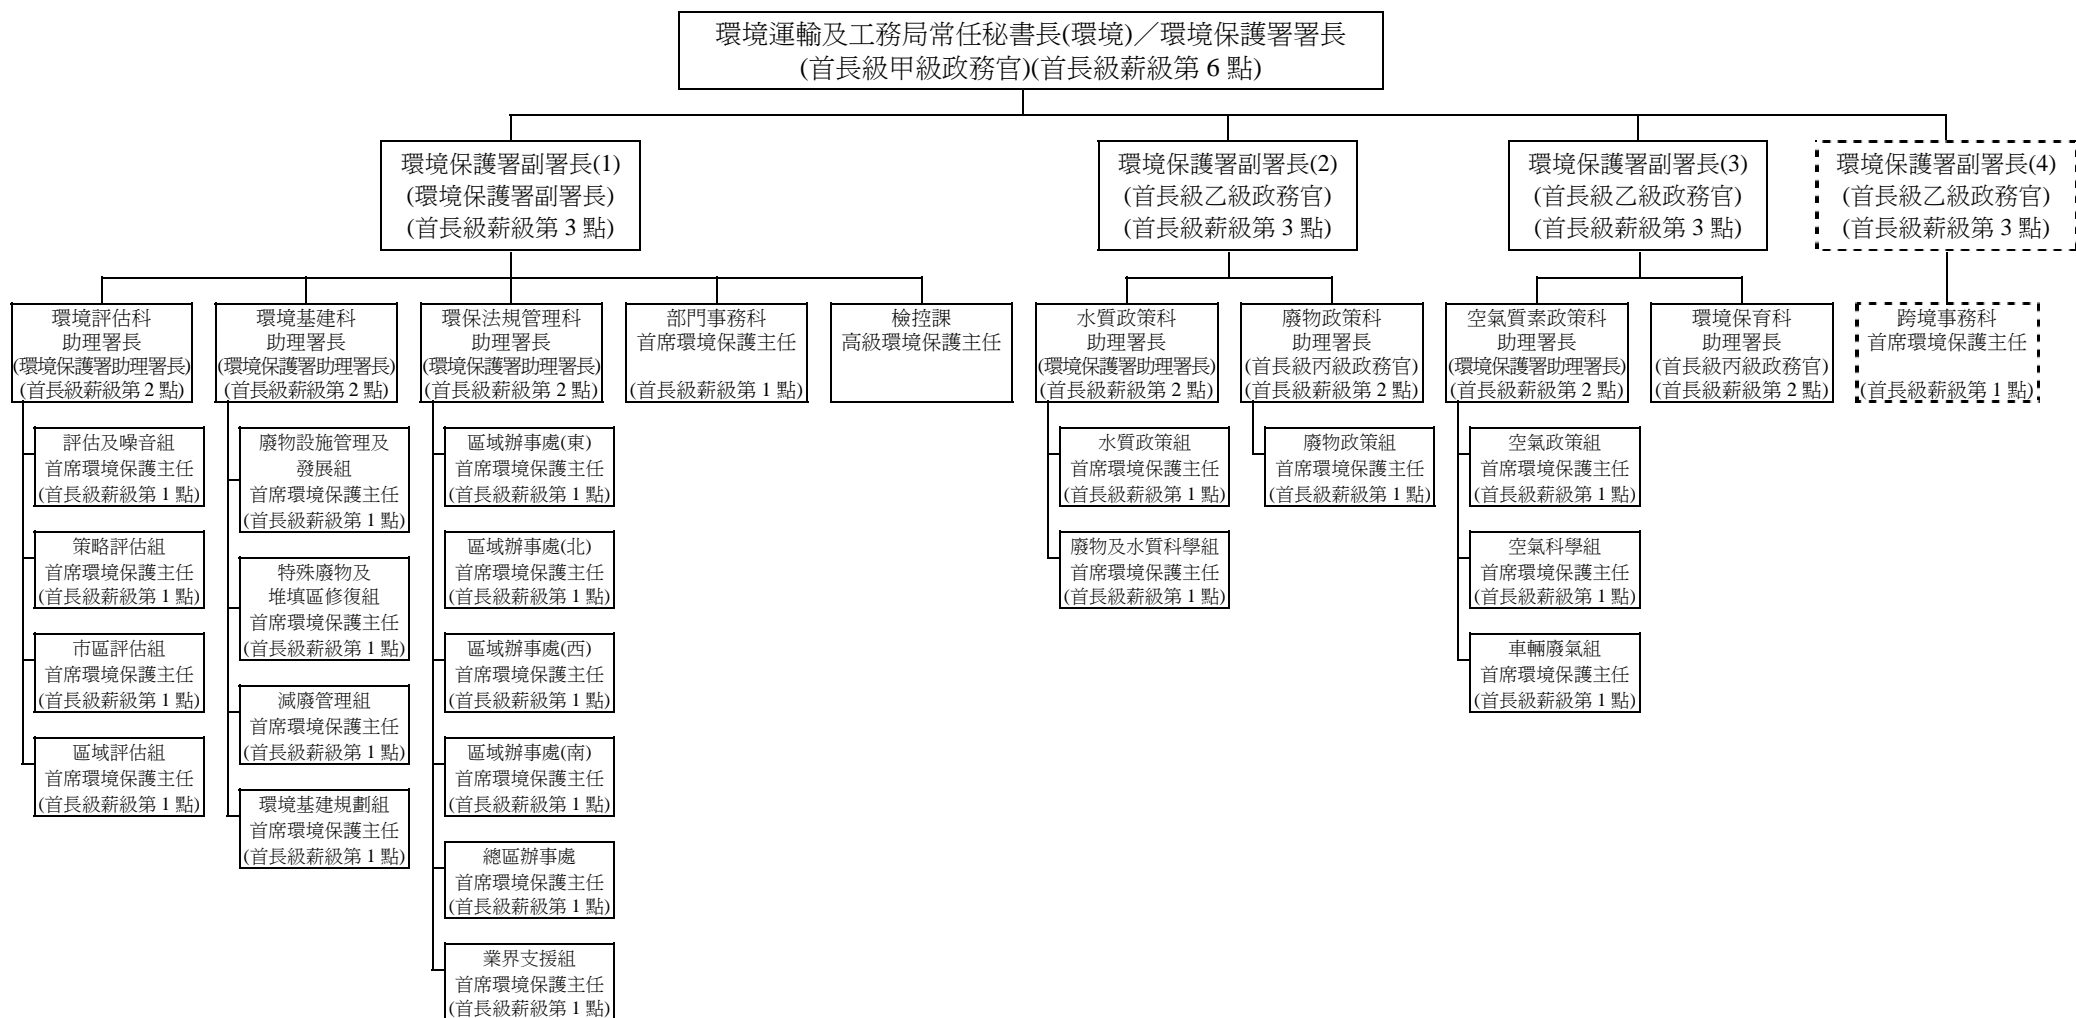 環境運輸及工務局常任秘書長(環境)／環境保護署署長
(首長級甲級政務官)(首長級薪級第 6 點)
環境保護署副署長(1)
(環境保護署副署長)
(首長級薪級第 3 點)
環境保護署副署長(2)
(首長級乙級政務官)
(首長級薪級第 3 點)
環境保護署副署長(3)
(首長級乙級政務官)
(首長級薪級第 3 點)
環境保護署副署長(4)
(首長級乙級政務官)
(首長級薪級第 3 點)
環境評估科
助理署長
(環境保護署助理署長)
(首長級薪級第 2 點)
環境基建科
助理署長
(環境保護署助理署長)
(首長級薪級第 2 點)
環保法規管理科
助理署長
(環境保護署助理署長)
(首長級薪級第 2 點)
部門事務科
首席環境保護主任
(首長級薪級第 1 點)
檢控課
高級環境保護主任
水質政策科
助理署長
(環境保護署助理署長)
(首長級薪級第 2 點)
廢物政策科
助理署長
(首長級丙級政務官)
(首長級薪級第 2 點)
空氣質素政策科
助理署長
(環境保護署助理署長)
(首長級薪級第 2 點)
環境保育科
助理署長
(首長級丙級政務官)
(首長級薪級第 2 點)
跨境事務科
首席環境保護主任
(首長級薪級第 1 點)
評估及噪音組
首席環境保護主任
(首長級薪級第 1 點)
策略評估組
首席環境保護主任
(首長級薪級第 1 點)
市區評估組
首席環境保護主任
(首長級薪級第 1 點)
區域評估組
首席環境保護主任
(首長級薪級第 1 點)
廢物設施管理及
發展組
首席環境保護主任
(首長級薪級第 1 點)
特殊廢物及
堆填區修復組
首席環境保護主任
(首長級薪級第 1 點)
減廢管理組
首席環境保護主任
(首長級薪級第 1 點)
環境基建規劃組
首席環境保護主任
(首長級薪級第 1 點)
區域辦事處(東)
首席環境保護主任
(首長級薪級第 1 點)
區域辦事處(北)
首席環境保護主任
(首長級薪級第 1 點)
區域辦事處(西)
首席環境保護主任
(首長級薪級第 1 點)
區域辦事處(南)
首席環境保護主任
(首長級薪級第 1 點)
總區辦事處
首席環境保護主任
(首長級薪級第 1 點)
業界支援組
首席環境保護主任
(首長級薪級第 1 點)
水質政策組
首席環境保護主任
(首長級薪級第 1 點)
廢物及水質科學組
首席環境保護主任
(首長級薪級第 1 點)
廢物政策組
首席環境保護主任
(首長級薪級第 1 點)
空氣政策組
首席環境保護主任
(首長級薪級第 1 點)
空氣科學組
首席環境保護主任
(首長級薪級第 1 點)
車輛廢氣組
首席環境保護主任
(首長級薪級第 1 點)